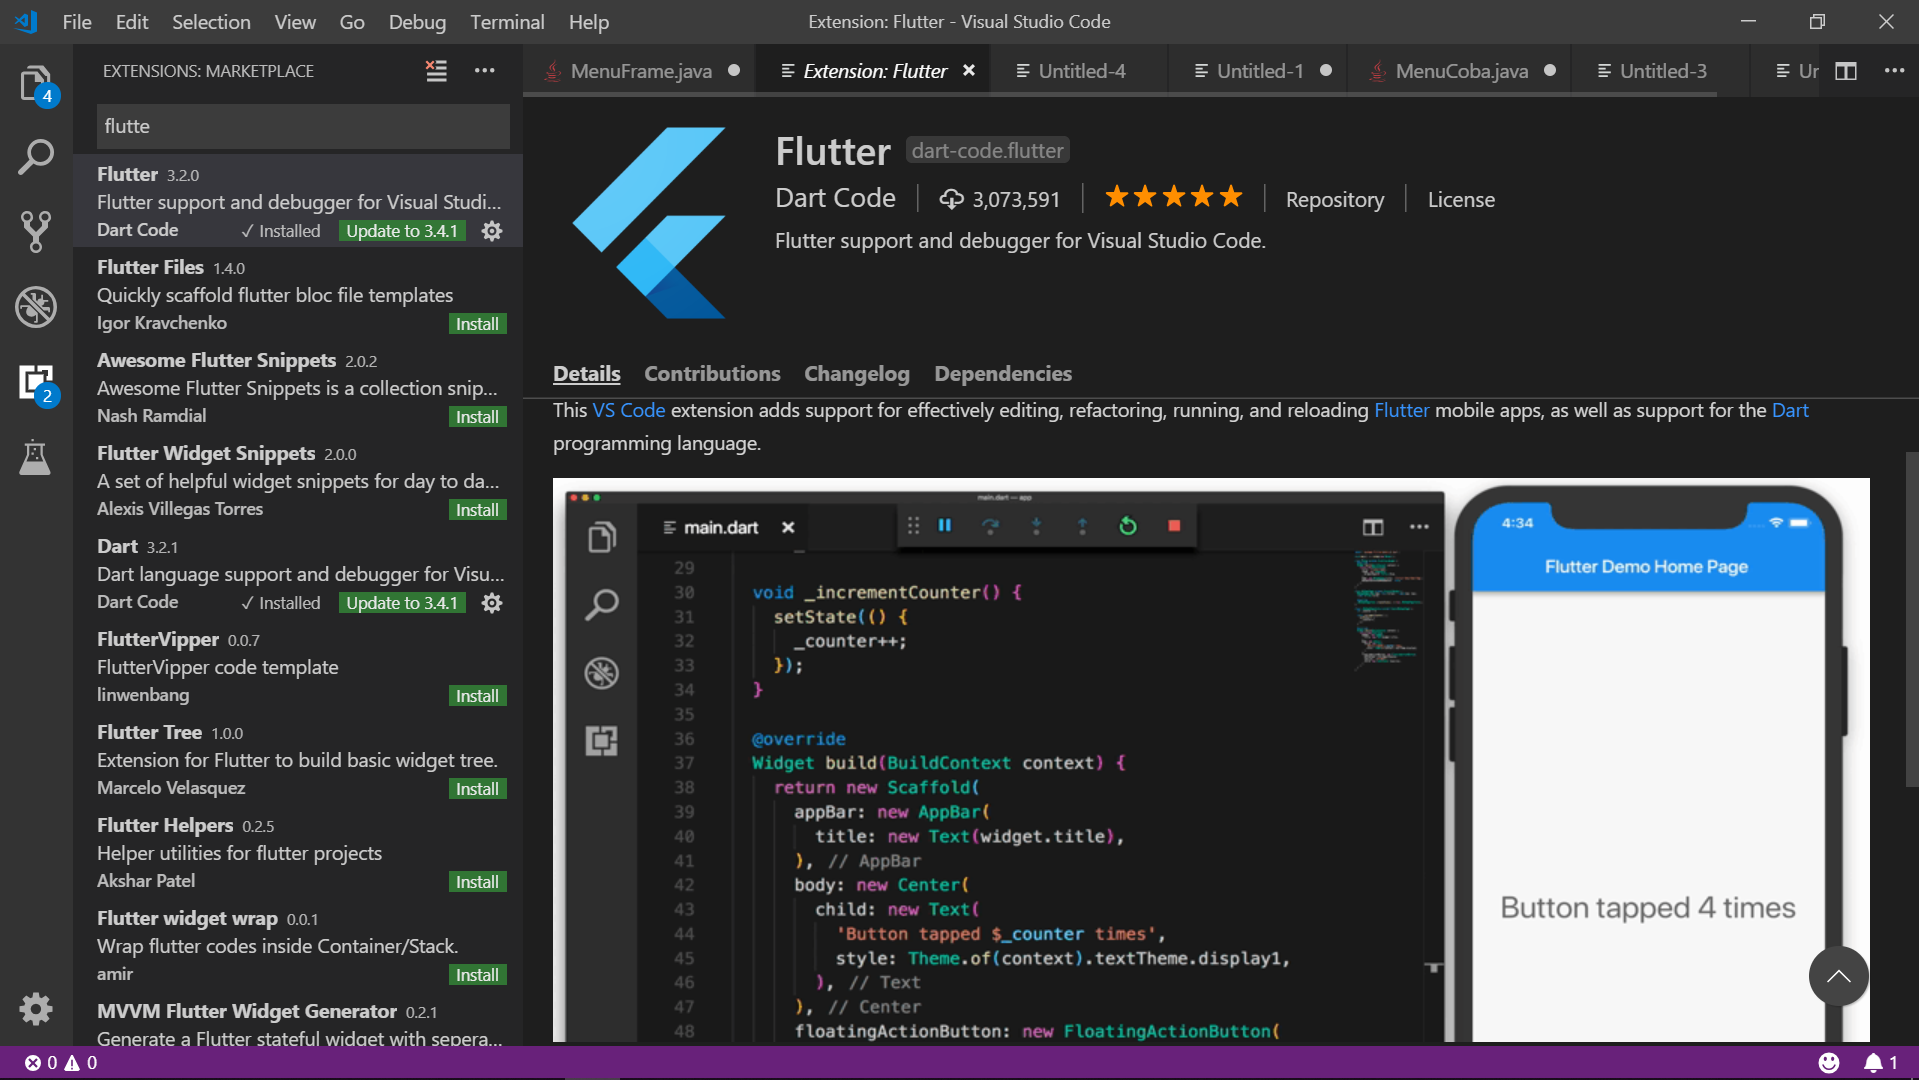 File Edit Selection View Go Debug Terminal Help
Extension: Flutter - Visual Studio Code
4
2
EXTENSIONS: MARKETPLACE
flutte
Flutter 3.2.0
Flutter support and debugger for Visual Studi...
Dart Code ✓ Installed Update to 3.4.1
Flutter Files 1.4.0
Quickly scaffold flutter bloc file templates
Igor Kravchenko Install
Awesome Flutter Snippets 2.0.2
Awesome Flutter Snippets is a collection snip...
Nash Ramdial Install
Flutter Widget Snippets 2.0.0
A set of helpful widget snippets for day to da...
Alexis Villegas Torres Install
Dart 3.2.1
Dart language support and debugger for Visu...
Dart Code ✓ Installed Update to 3.4.1
FlutterVipper 0.0.7
FlutterVipper code template
linwenbang Install
Flutter Tree 1.0.0
Extension for Flutter to build basic widget tree.
Marcelo Velasquez Install
Flutter Helpers 0.2.5
Helper utilities for flutter projects
Akshar Patel Install
Flutter widget wrap 0.0.1
Wrap flutter codes inside Container/Stack.
amir Install
MVVM Flutter Widget Generator 0.2.1
Generate a Flutter stateful widget with sepera...
MenuFrame.java Extension: Flutter Untitled-4 Untitled-1 MenuCoba.java Untitled-3 Ur
Flutter dart-code.flutter
Dart Code 3,073,591 Repository License
Flutter support and debugger for Visual Studio Code.
Details Contributions Changelog Dependencies
This VS Code extension adds support for effectively editing, refactoring, running, and reloading Flutter mobile apps, as well as support for the Dart
programming language.
main.dart — app
main.dart
29
30 void _incrementCounter() {
31 setState(() {
32 _counter++;
33 });
34 }
35
36 @override
37 Widget build(BuildContext context) {
38 return new Scaffold(
39 appBar: new AppBar(
40 title: new Text(widget.title),
41 ), // AppBar
42 body: new Center(
43 child: new Text(
44 'Button tapped $_counter times',
45 style: Theme.of(context).textTheme.display1,
46 ), // Text
47 ), // Center
48 floatingActionButton: new FloatingActionButton(
4:34
Flutter Demo Home Page
Button tapped 4 times
0 0
1